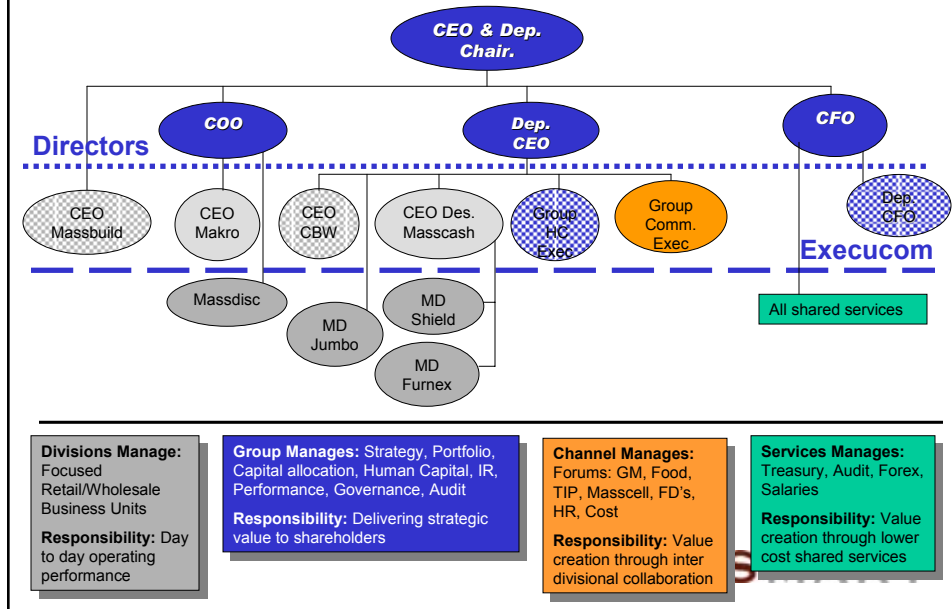 CEO & Dep.
Chair.
COO
Dep.
CEO
CFO
Directors
CEO
Massbuild
CEO
Makro
CEO
CBW
CEO Des.
Masscash
Group
HC
Exec
Group
Comm.
Exec
Dep.
CFO
Execucom
Massdisc
MD
Jumbo
MD
Shield
MD
Furnex
All shared services
Divisions Manage:
Focused
Retail/Wholesale
Business Units
Responsibility: Day
to day operating
performance
Group Manages: Strategy, Portfolio,
Capital allocation, Human Capital, IR,
Performance, Governance, Audit
Responsibility: Delivering strategic
value to shareholders
Channel Manages:
Forums: GM, Food,
TIP, Masscell, FD's,
HR, Cost
Responsibility: Value
creation through inter
divisional collaboration
Services Manages:
Treasury, Audit, Forex,
Salaries
Responsibility: Value
creation through lower
cost shared services